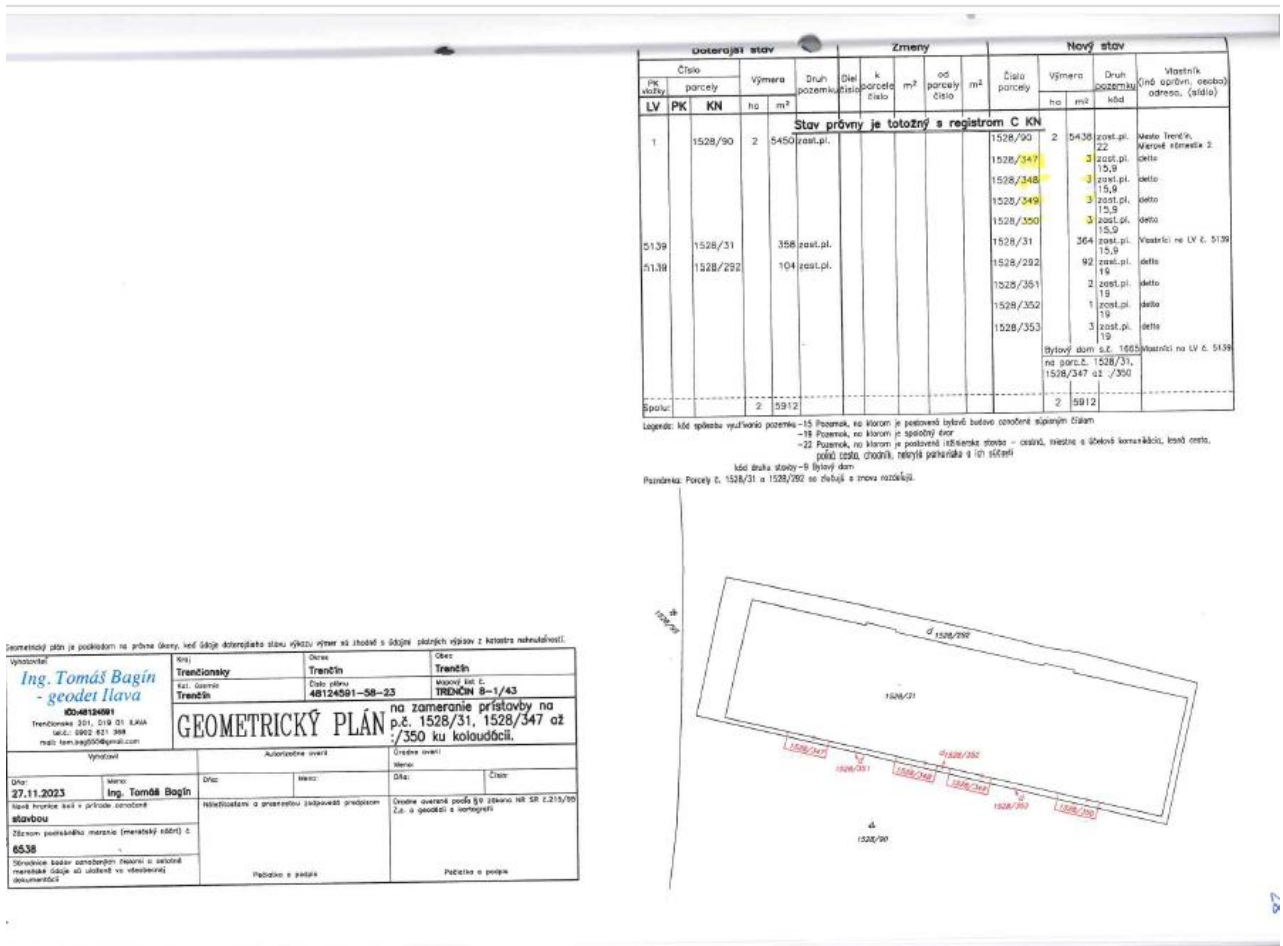 Doterajší stav Zmeny Nový stav
Číslo Výmera Druh pozemku Diel číslo k parcele číslo m² od parcely číslo m² Číslo parcely Výmera Druh pozemku Vlastník (iná oprávn. osoba) adresa, (sídlo)
PK vložky parcely
LV PK KN ha m² ha m² kód
Stav právny je totožný s registrom C KN
1 1528/90 2 5450 zast.pl. 1528/90 2 5438 zast.pl. 22 Mesto Trenčín, Mierové námestie 2
1528/347 3 zast.pl. 15,9 detto
1528/348 3 zast.pl. 15,9 detto
1528/349 3 zast.pl. 15,9 detto
1528/350 3 zast.pl. 15,9 detto
5139 1528/31 358 zast.pl. 1528/31 364 zast.pl. 15,9 Vlastníci na LV č. 5139
5139 1528/292 104 zast.pl. 1528/292 92 zast.pl. 19 detto
1528/351 2 zast.pl. 19 detto
1528/352 1 zast.pl. 19 detto
1528/353 3 zast.pl. 19 detto
Bytový dom s.č. 1665 Vlastníci na LV č. 5139
na parc.č. 1528/31,
1528/347 až :/350
Spolu: 2 5912 2 5912
Legenda: kód spôsobu využívania pozemku –15 Pozemok, na ktorom je postavená bytová budova označená súpisným číslom
–19 Pozemok, na ktorom je spoločný dvor
–22 Pozemok, na ktorom je postavená inžinierska stavba – cestná, miestna a účelová komunikácia, lesná cesta,
poľná cesta, chodník, nekryté parkovisko a ich súčasti
kód druhu stavby –9 Bytový dom
Poznámka: Parcely č. 1528/31 a 1528/292 sa zlučujú a znovu rozdeľujú.
1528/95
1528/292
1528/31
1528/347
1528/351
1528/348
1528/352
1528/349
1528/353
1528/350
1528/90
Geometrický plán je podkladom na právne úkony, keď údaje doterajšieho stavu výkazu výmer sú zhodné s údajmi platných výpisov z katastra nehnuteľností.
Vyhotoviteľ
Ing. Tomáš Bagín
- geodet Ilava
IČO:48124591
Trenčianska 201, 019 01 ILAVA
tel.č.: 0902 621 368
Kraj
Trenčiansky
Okres
Trenčín
Obec
Trenčín
Kat. územie
Trenčín
Číslo plánu
48124591-58-23
Mapový list č.
TRENČÍN 8-1/43
GEOMETRICKÝ PLÁN
na zameranie prístavby na
p.č. 1528/31, 1528/347 až
:/350 ku kolaudácii.
Vyhotovil
Autorizačne overil
Úradne overil
Meno:
Dňa:
27.11.2023
Meno:
Ing. Tomáš Bagín
Dňa:
Meno:
Dňa:
Číslo:
Nové hranice boli v prírode označené
stavbou
Náležitosťami a presnosťou zodpovedá predpisom
Úradne overené podľa §9 zákona NR SR č.215/95
Z.z. o geodézii a kartografii
Záznam podrobného merania (meračský náčrt) č.
6538
Súradnice bodov označených číslami a ostatné
meračské údaje sú uložené vo všeobecnej
dokumentácii
Pečiatka a podpis
Pečiatka a podpis
28